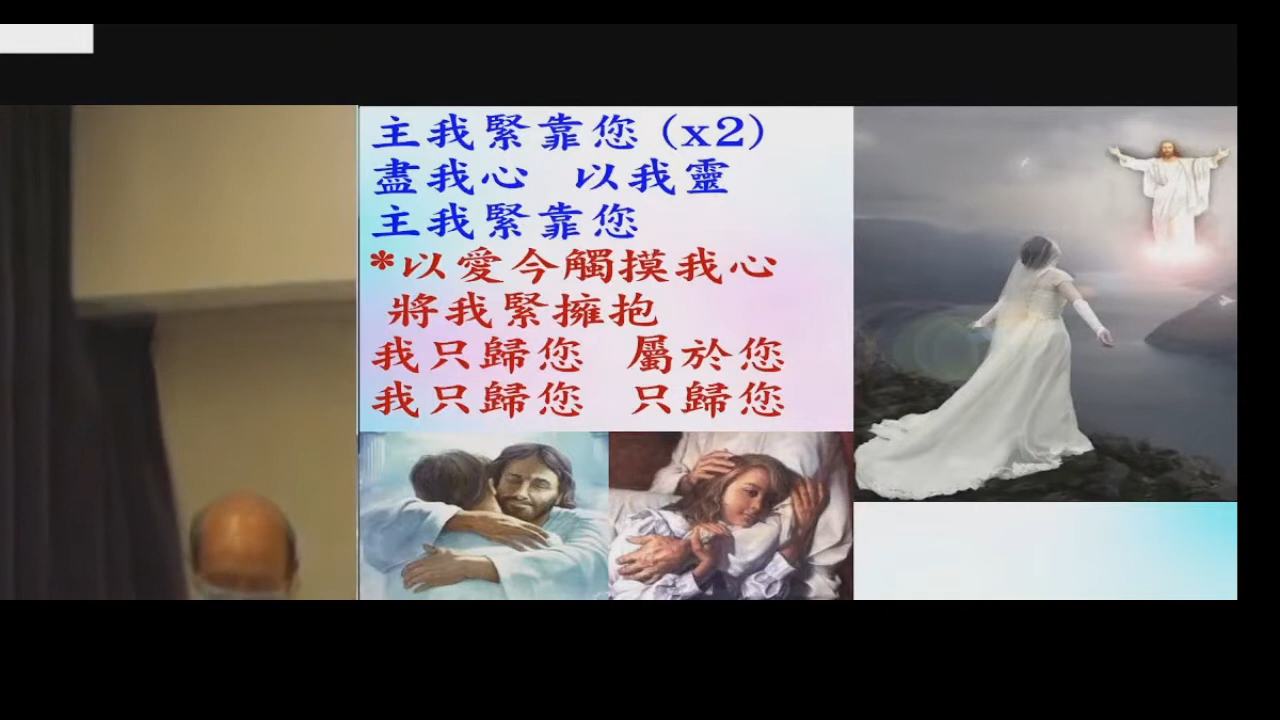 主我緊靠您 (x2)
盡我心 以我靈
主我緊靠您
*以愛今觸摸我心
將我緊擁抱
我只歸您 屬於您
我只歸您 只歸您